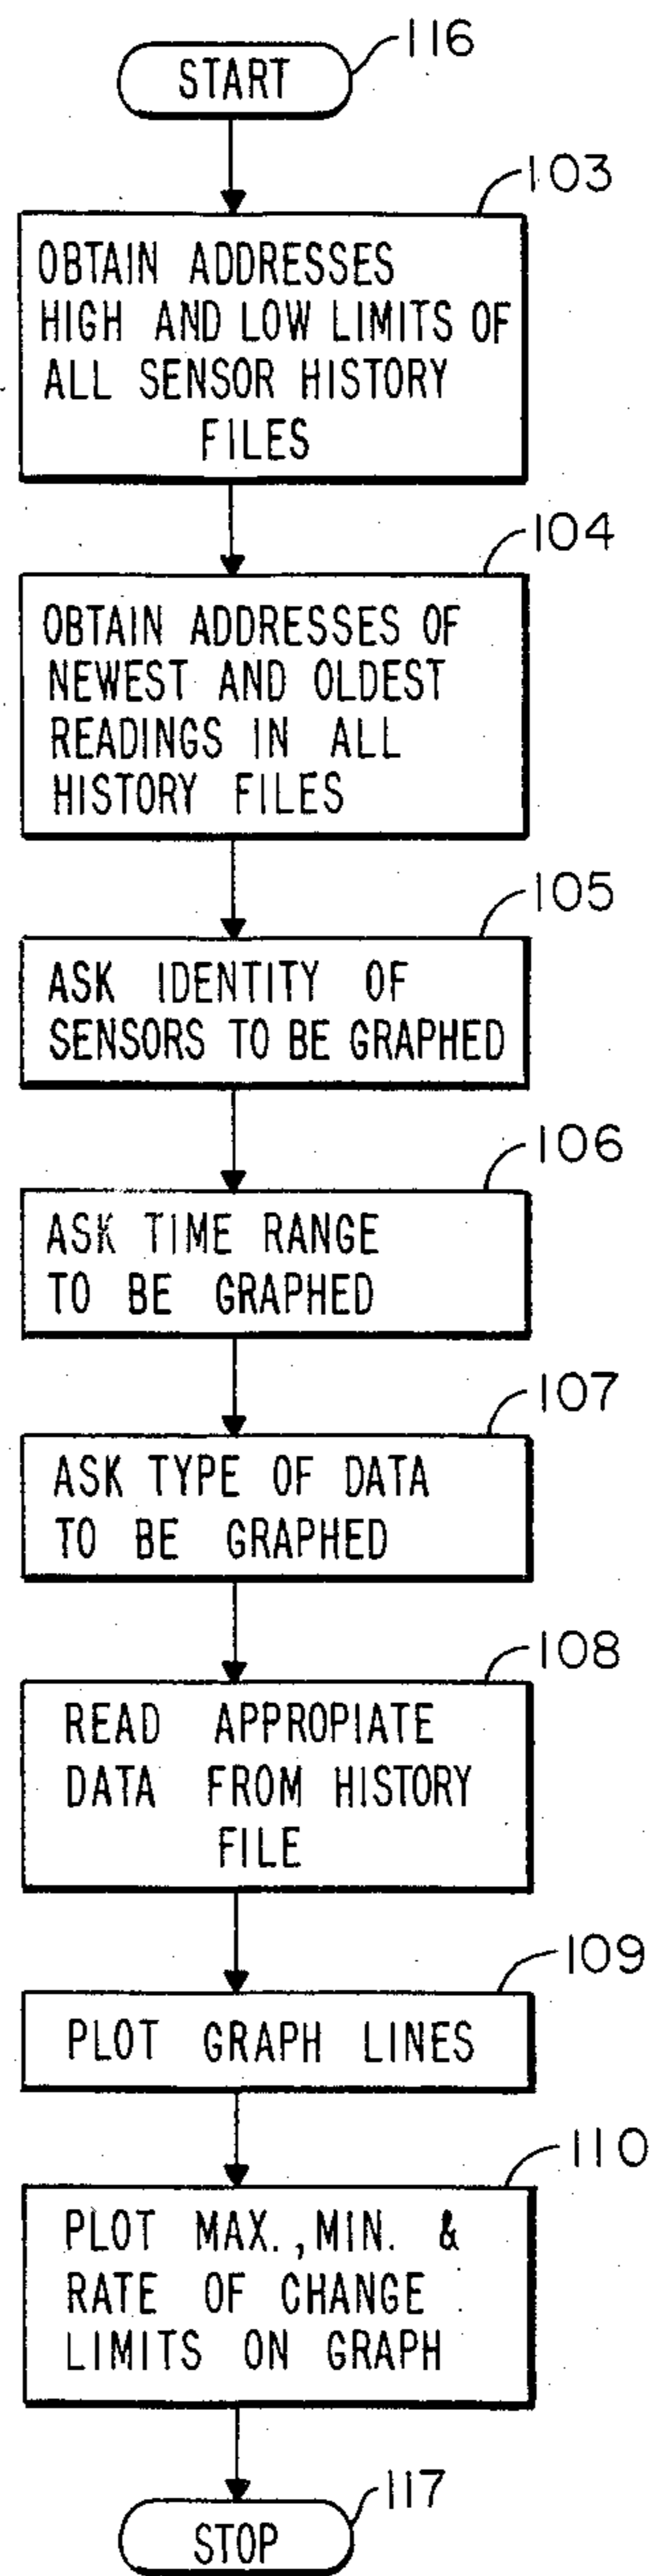 START
116
103
OBTAIN ADDRESSES
HIGH AND LOW LIMITS OF
ALL SENSOR HISTORY
FILES
104
OBTAIN ADDRESSES OF
NEWEST AND OLDEST
READINGS IN ALL
HISTORY FILES
105
ASK IDENTITY OF
SENSORS TO BE GRAPHED
106
ASK TIME RANGE
TO BE GRAPHED
107
ASK TYPE OF DATA
TO BE GRAPHED
108
READ APPROPIATE
DATA FROM HISTORY
FILE
109
PLOT GRAPH LINES
110
PLOT MAX., MIN. &
RATE OF CHANGE
LIMITS ON GRAPH
117
STOP